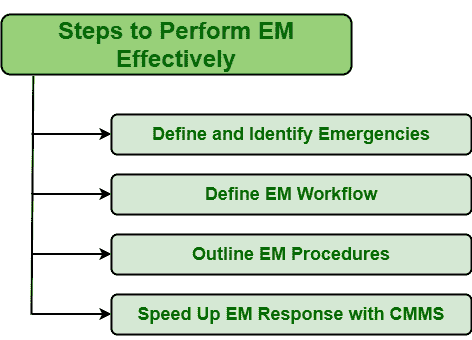 Steps to Perform EM
Effectively
Define and Identify Emergencies
Define EM Workflow
Outline EM Procedures
Speed Up EM Response with CMMS